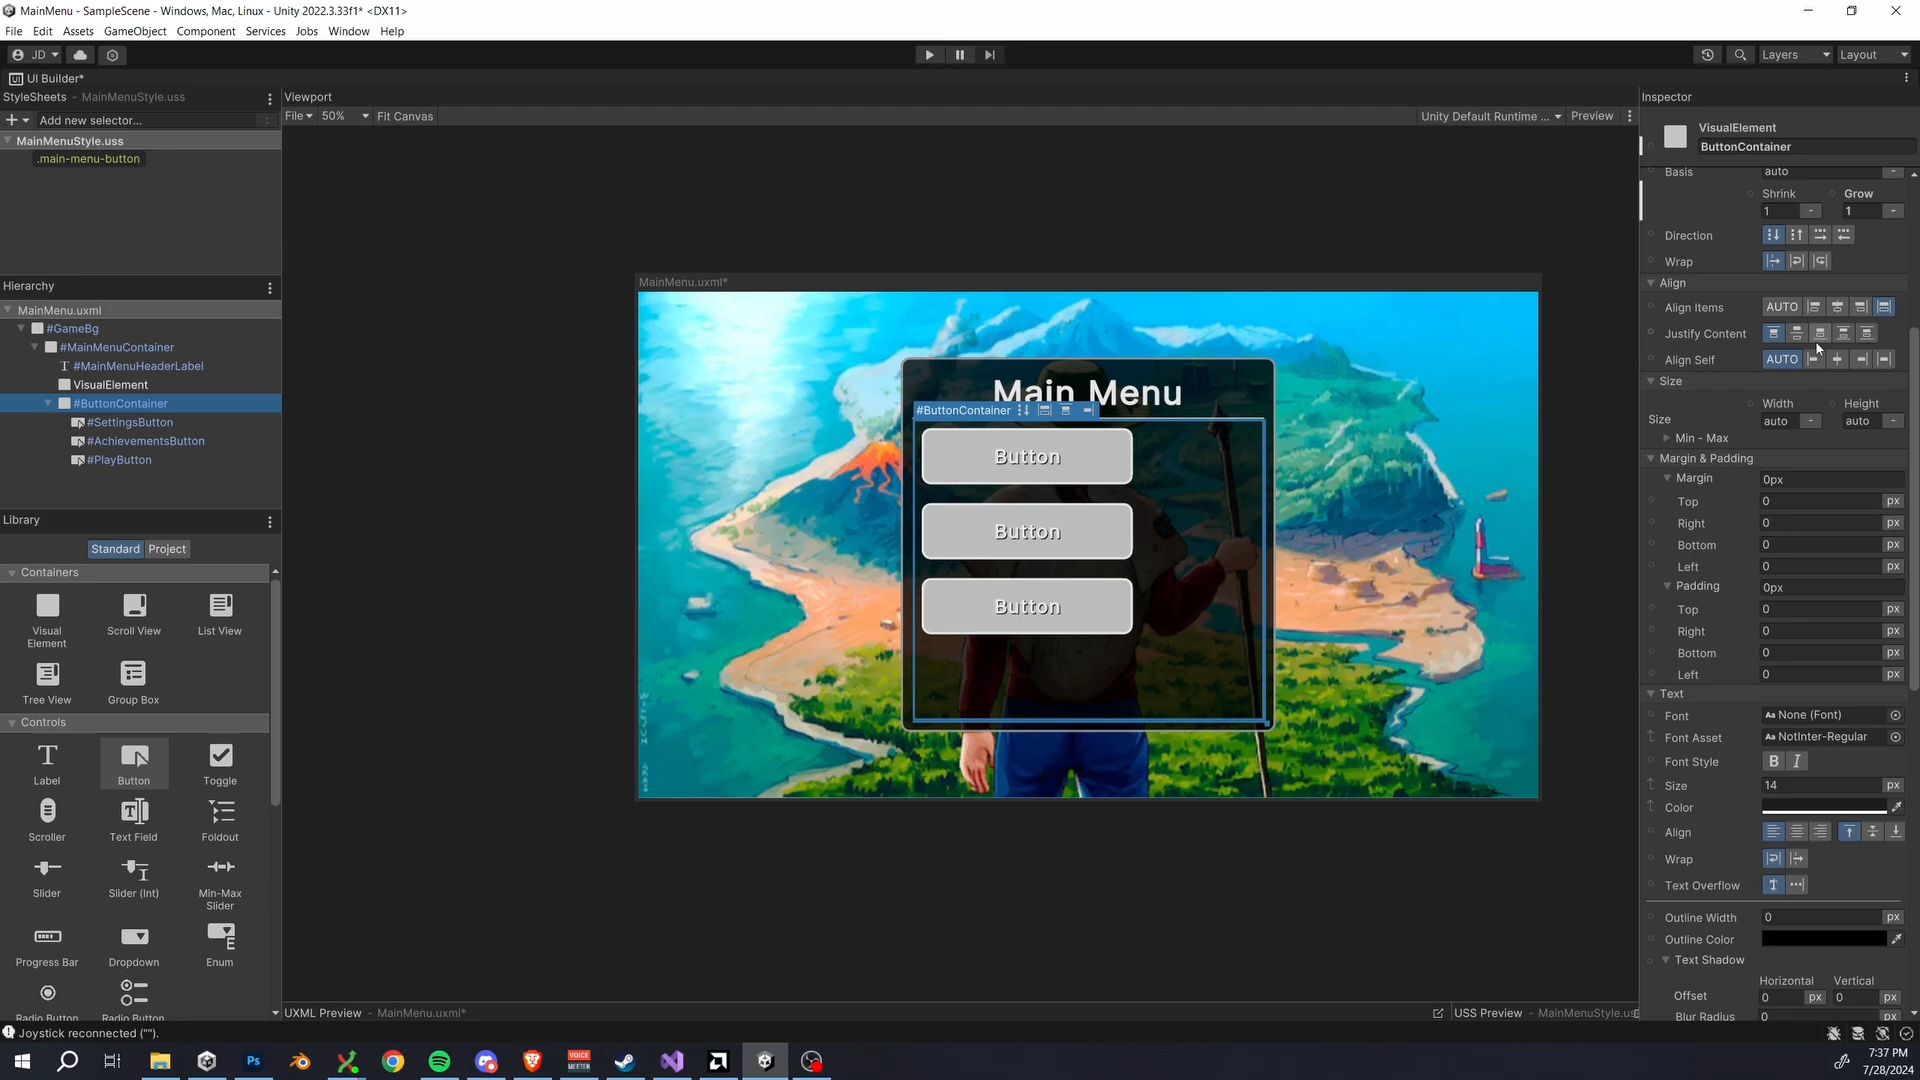 MainMenu - SampleScene - Windows, Mac, Linux - Unity 2022.3.33f1* <DX11>
File Edit Assets GameObject Component Services Jobs Window Help
JD
Layers Layout
UI Builder*
StyleSheets - MainMenuStyle.uss
Add new selector...
MainMenuStyle.uss
.main-menu-button
Hierarchy
MainMenu.uxml
#GameBg
#MainMenuContainer
#MainMenuHeaderLabel
VisualElement
#ButtonContainer
#SettingsButton
#AchievementsButton
#PlayButton
Library
Standard Project
Containers
Visual Element
Scroll View
List View
Tree View
Group Box
Controls
Label
Button
Toggle
Scroller
Text Field
Foldout
Slider
Slider (Int)
Min-Max Slider
Progress Bar
Dropdown
Enum
Radio Button
Radio Button
Viewport
File 50% Fit Canvas
Unity Default Runtime ... Preview
MainMenu.uxml*
Main Menu
#ButtonContainer
Button
Button
Button
UXML Preview - MainMenu.uxml*
USS Preview - MainMenuStyle.us
Inspector
VisualElement
ButtonContainer
Basis auto -
Shrink Grow
1 - 1 -
Direction
Wrap
Align
Align Items AUTO
Justify Content
Align Self AUTO
Size
Width Height
Size auto - auto -
Min - Max
Margin & Padding
Margin 0px
Top 0 px
Right 0 px
Bottom 0 px
Left 0 px
Padding 0px
Top 0 px
Right 0 px
Bottom 0 px
Left 0 px
Text
Font Aa None (Font)
Font Asset Aa NotInter-Regular
Font Style B I
Size 14 px
Color
Align
Wrap
Text Overflow
Outline Width 0 px
Outline Color
Text Shadow
Horizontal Vertical
Offset 0 px 0 px
Blur Radius 0 px
Joystick reconnected ("").
Ps
VOICE MEETER
7:37 PM
7/28/2024